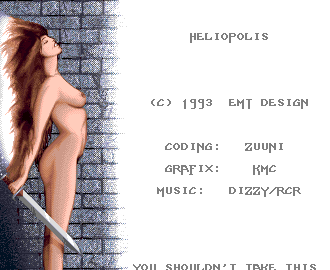 HELIOPOLIS
(C) 1993 EMT DESIGN
CODING: ZUUNI
GRAFIX: KMC
MUSIC: DIZZY/RCR
YOU SHOULDN'T TAKE THIS